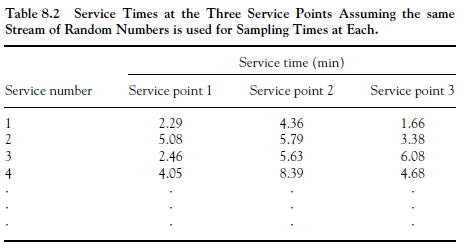 Table 8.2 Service Times at the Three Service Points Assuming the same
Stream of Random Numbers is used for Sampling Times at Each.
Service time (min)
Service number Service point 1 Service point 2 Service point 3
1 2.29 4.36 1.66
2 5.08 5.79 3.38
3 2.46 5.63 6.08
4 4.05 8.39 4.68
. . . .
. . . .
. . . .